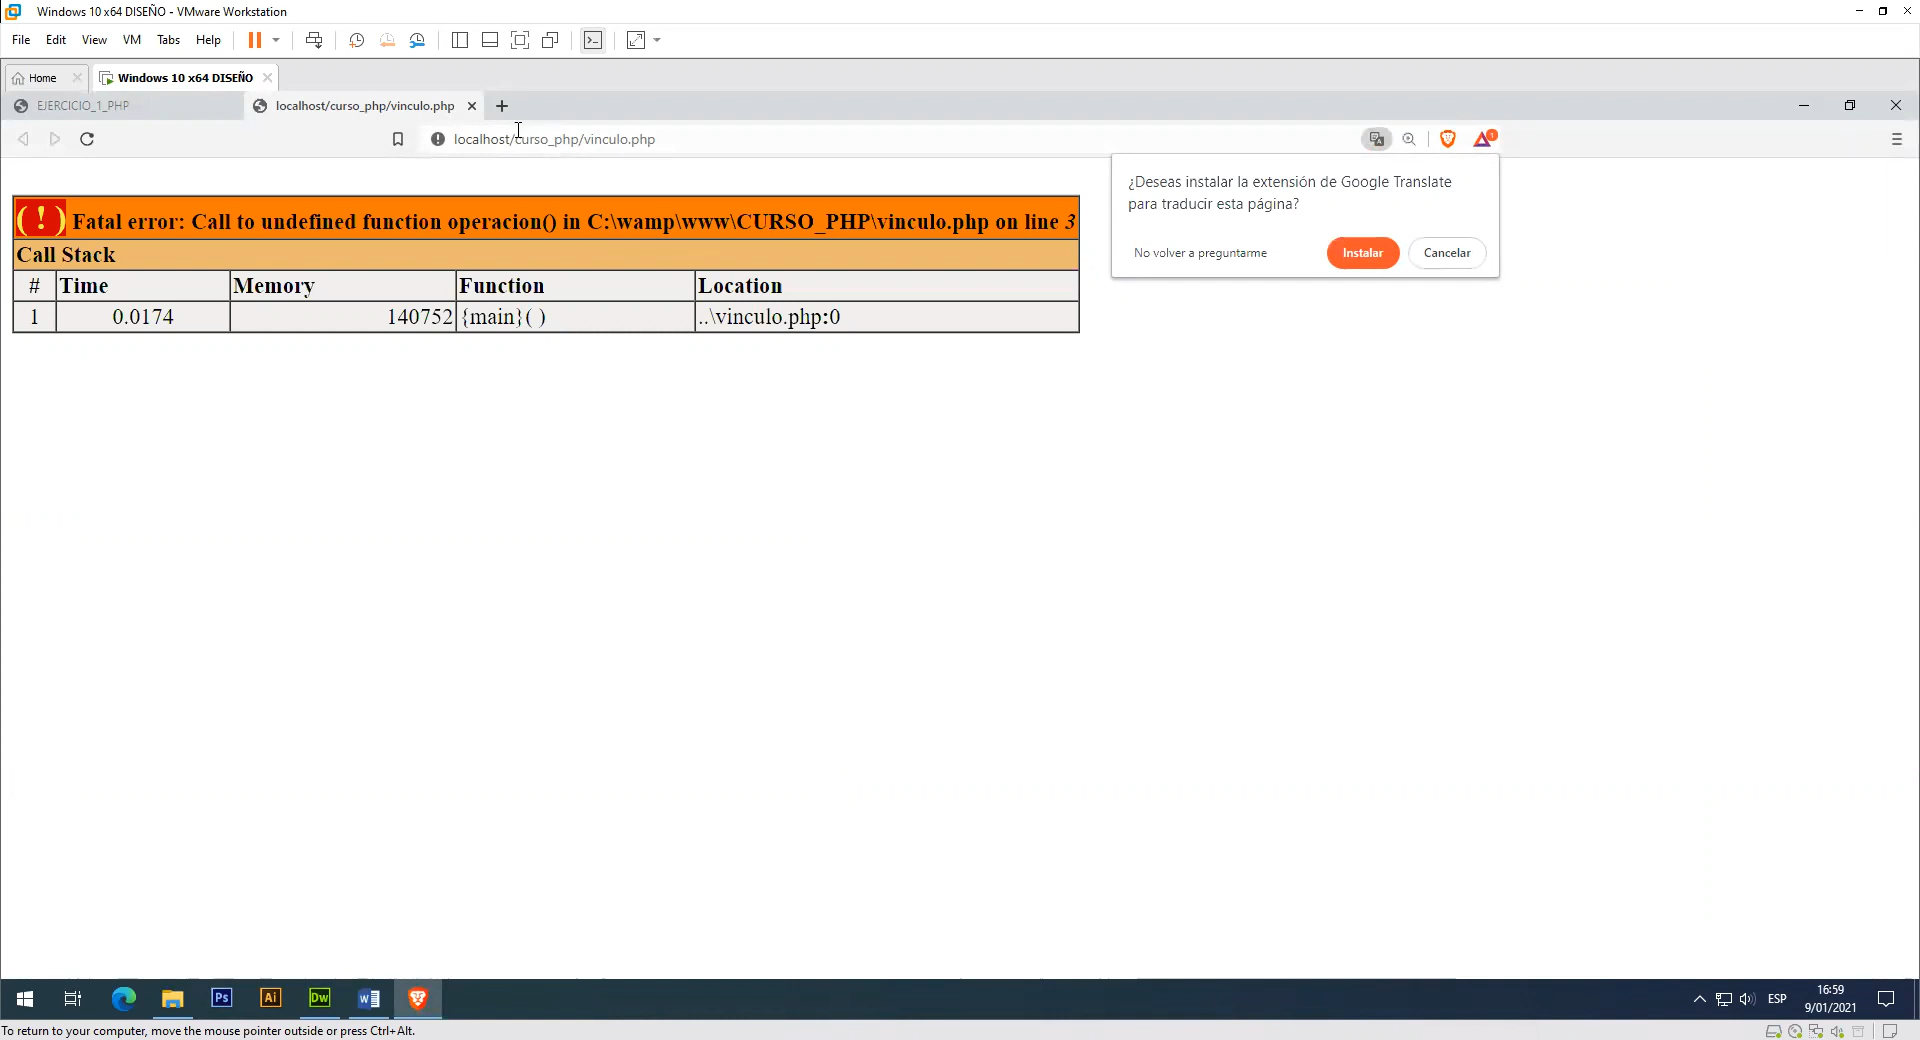 Windows 10 x64 DISEÑO - VMware Workstation
File Edit View VM Tabs Help
Home Windows 10 x64 DISEÑO
EJERCICIO_1_PHP localhost/curso_php/vinculo.php
localhost/curso_php/vinculo.php 1
¿Deseas instalar la extensión de Google Translate
para traducir esta página?
No volver a preguntarme Instalar Cancelar
( ! ) Fatal error: Call to undefined function operacion() in C:\wamp\www\CURSO_PHP\vinculo.php on line 3
Call Stack
# Time Memory Function Location
1 0.0174 140752 {main}( ) ..\vinculo.php:0
Ps Ai Dw W ESP 16:59
9/01/2021
To return to your computer, move the mouse pointer outside or press Ctrl+Alt.